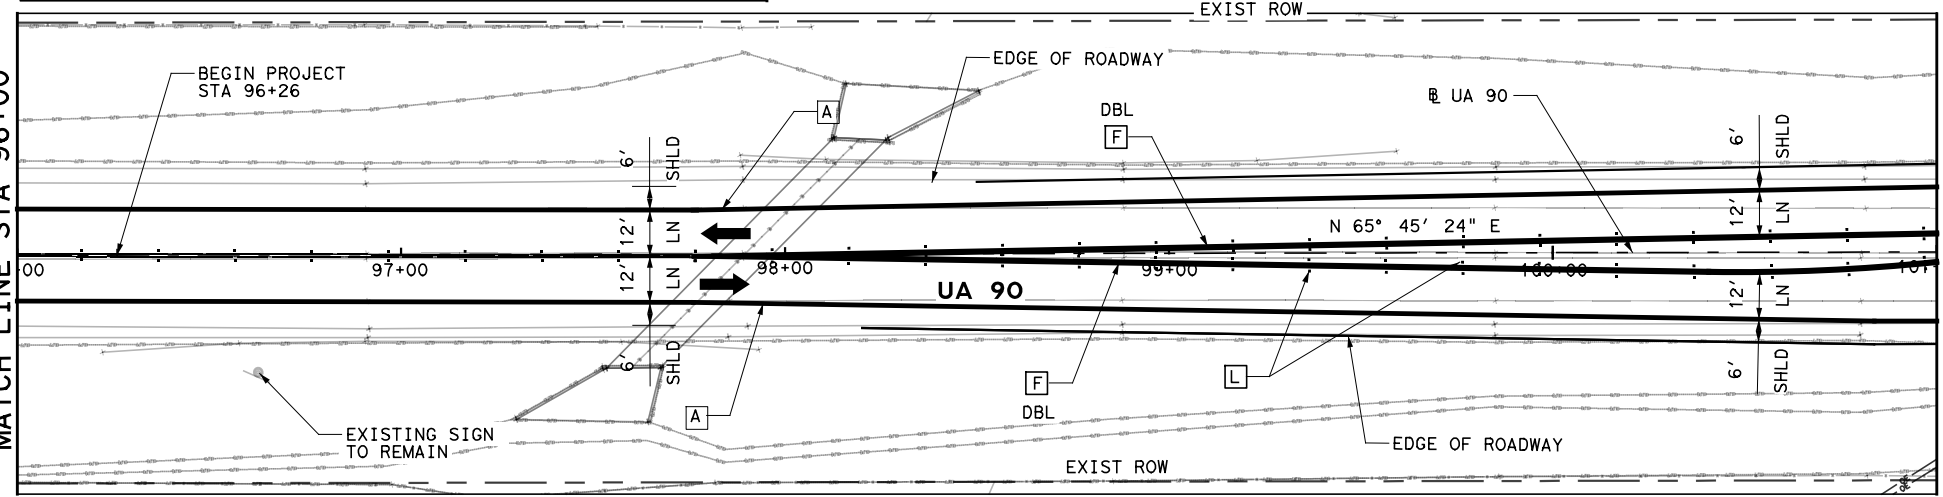 EXIST ROW
EDGE OF ROADWAY
BEGIN PROJECT
STA 96+26
A
DBL
F
UA 90
6'
SHLD
6'
SHLD
12'
LN
12'
LN
N 65° 45' 24" E
97+00
98+00
99+00
100+00
12'
LN
12'
LN
UA 90
6'
SHLD
6'
SHLD
F
DBL
L
A
EXISTING SIGN
TO REMAIN
EDGE OF ROADWAY
EXIST ROW
MATCH LINE STA 96+00